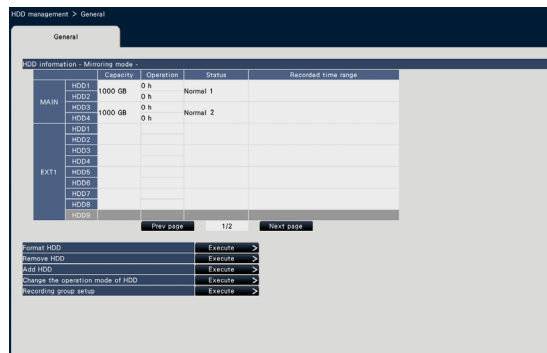 HDD management > General
General
HDD information - Mirroring mode -
Capacity Operation Status Recorded time range
MAIN
HDD1 1000 GB 0 h Normal 1
HDD2 0 h
HDD3 1000 GB 0 h Normal 2
HDD4 0 h
EXT1
HDD1
HDD2
HDD3
HDD4
HDD5
HDD6
HDD7
HDD8
HDD9
Prev page 1/2 Next page
Format HDD Execute >
Remove HDD Execute >
Add HDD Execute >
Change the operation mode of HDD Execute >
Recording group setup Execute >